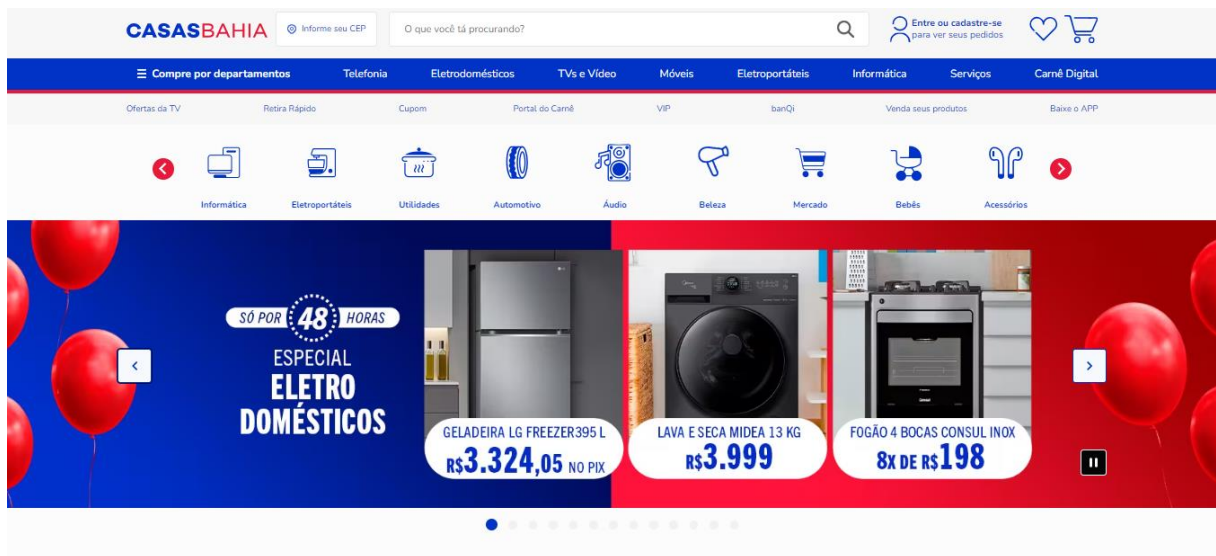 CASASBAHIA
Informe seu CEP
O que você tá procurando?
Entre ou cadastre-se
para ver seus pedidos
Compre por departamentos
Telefonia
Eletrodomésticos
TVs e Vídeo
Móveis
Eletroportáteis
Informática
Serviços
Carnê Digital
Ofertas da TV
Retira Rápido
Cupom
Portal do Carnê
VIP
banQi
Venda seus produtos
Baixe o APP
Informática
Eletroportáteis
Utilidades
Automotivo
Áudio
Beleza
Mercado
Bebês
Acessórios
SÓ POR 48 HORAS
ESPECIAL
ELETRO
DOMÉSTICOS
GELADEIRA LG FREEZER395 L
R$3.324,05 NO PIX
LAVA E SECA MIDEA 13 KG
R$3.999
FOGÃO 4 BOCAS CONSUL INOX
8X DE R$198